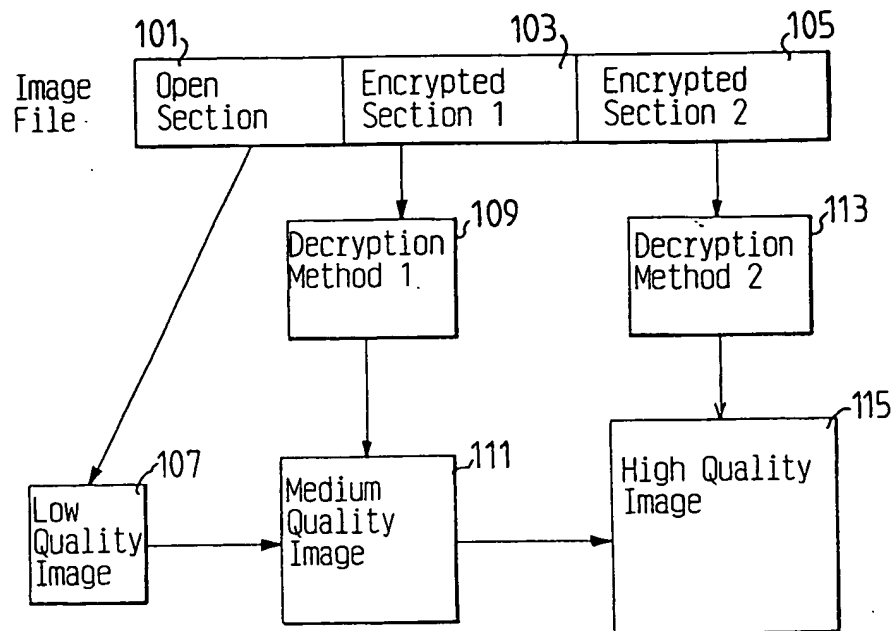 101
103
105
Image
File
Open
Section
Encrypted
Section 1
Encrypted
Section 2
109
Decryption
Method 1
113
Decryption
Method 2
107
Low
Quality
Image
111
Medium
Quality
Image
115
High Quality
Image